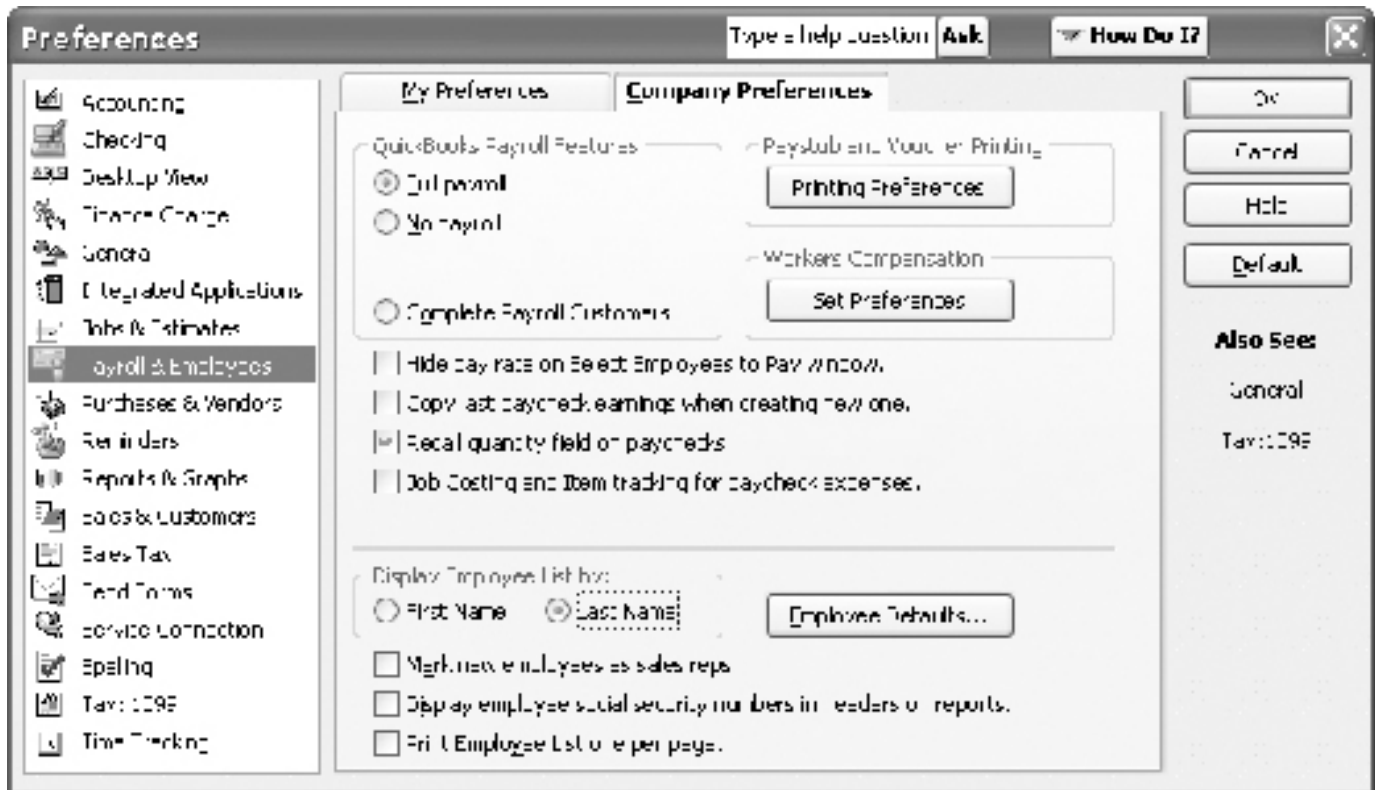 Preferences
Type a help question Ask
How Do I?
Accounting
Checking
Desktop View
Finance Charge
General
Integrated Applications
Jobs & Estimates
Payroll & Employees
Purchases & Vendors
Reminders
Reports & Graphs
Sales & Customers
Sales Tax
Send Forms
Service Connection
Spelling
Tax: 1099
Time Tracking
My Preferences
Company Preferences
QuickBooks Payroll Features
Full payroll
No payroll
Complete Payroll Customers
Paystub and Voucher Printing
Printing Preferences
Workers Compensation
Set Preferences
Hide pay rate on Select Employees to Pay window.
Copy last paycheck earnings when creating new one.
Recall quantity field on paychecks
Job Costing and Item tracking for paycheck expenses.
Display Employee List by:
First Name
Last Name
Employee Defaults...
Mark new employees as sales reps
Display employee social security numbers in headers on reports.
Print Employee List one per page.
OK
Cancel
Help
Default
Also See:
General
Tax: 1099